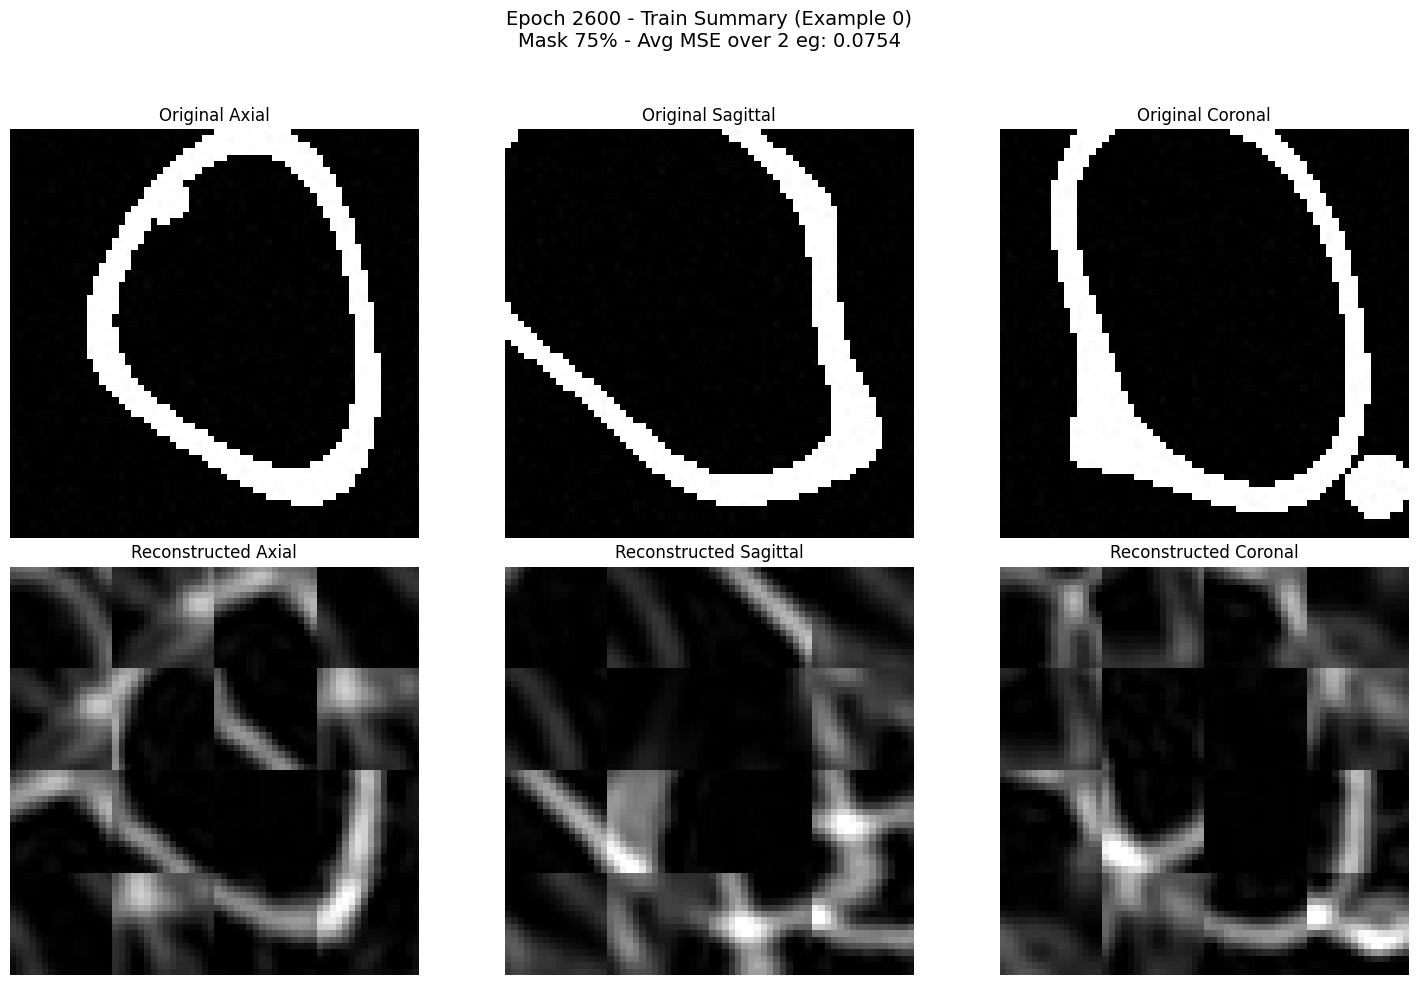 Epoch 2600 - Train Summary (Example 0)
Mask 75% - Avg MSE over 2 eg: 0.0754
Original Axial
Original Sagittal
Original Coronal
Reconstructed Axial
Reconstructed Sagittal
Reconstructed Coronal